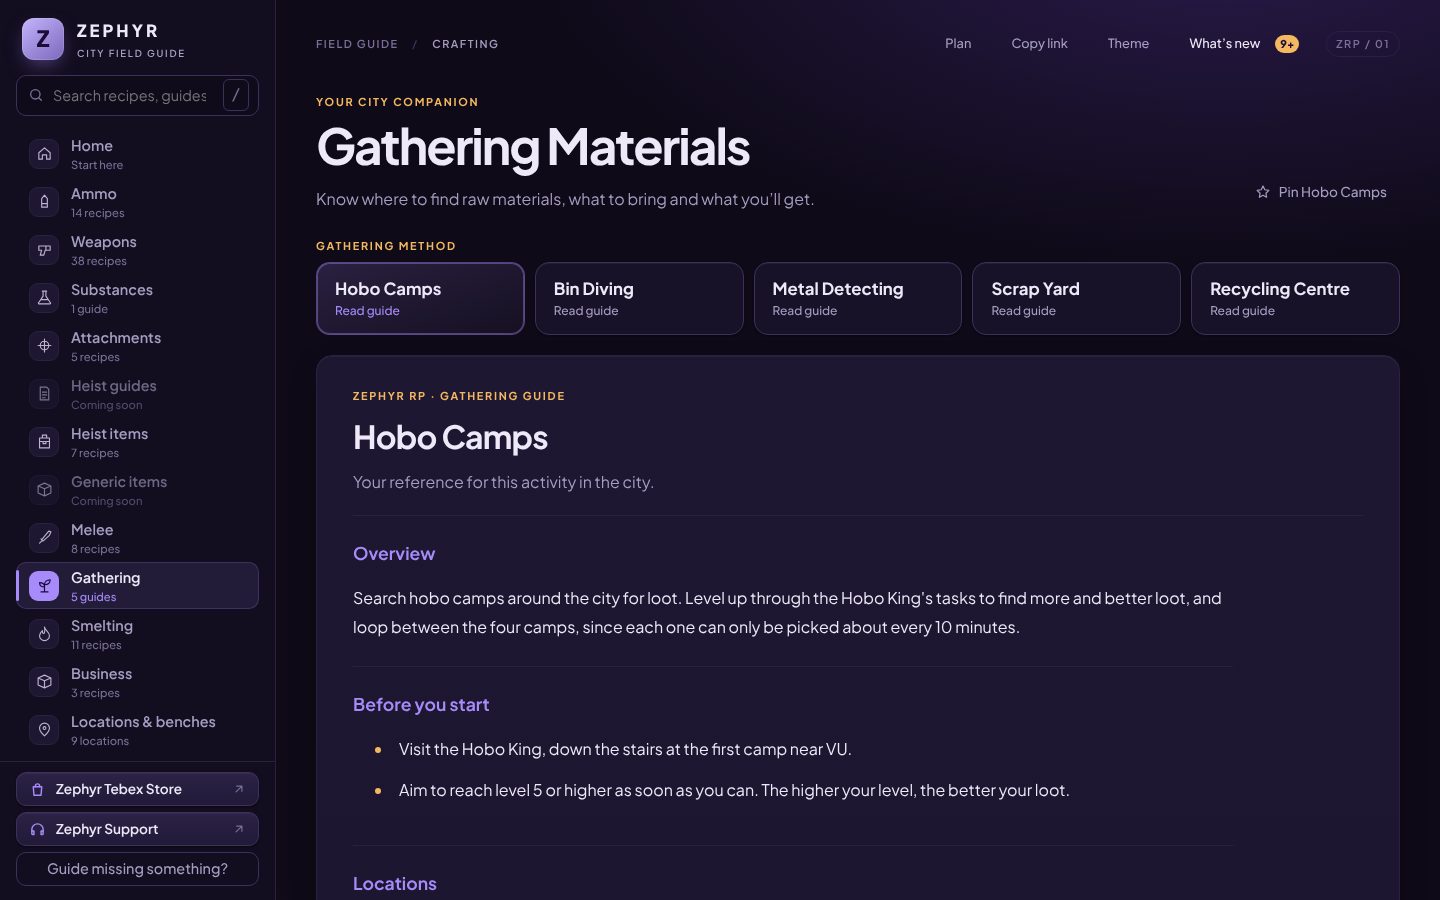 Z
ZEPHYR
CITY FIELD GUIDE
Search recipes, guides
/
Home
Start here
Ammo
14 recipes
Weapons
38 recipes
Substances
1 guide
Attachments
5 recipes
Heist guides
Coming soon
Heist items
7 recipes
Generic items
Coming soon
Melee
8 recipes
Gathering
5 guides
Smelting
11 recipes
Business
3 recipes
Locations & benches
9 locations
Zephyr Tebex Store
Zephyr Support
Guide missing something?
FIELD GUIDE / CRAFTING
Plan
Copy link
Theme
What's new 9+
ZRP / 01
YOUR CITY COMPANION
Gathering Materials
Know where to find raw materials, what to bring and what you'll get.
Pin Hobo Camps
GATHERING METHOD
Hobo Camps
Read guide
Bin Diving
Read guide
Metal Detecting
Read guide
Scrap Yard
Read guide
Recycling Centre
Read guide
ZEPHYR RP · GATHERING GUIDE
Hobo Camps
Your reference for this activity in the city.
Overview
Search hobo camps around the city for loot. Level up through the Hobo King's tasks to find more and better loot, and
loop between the four camps, since each one can only be picked about every 10 minutes.
Before you start
Visit the Hobo King, down the stairs at the first camp near VU.
Aim to reach level 5 or higher as soon as you can. The higher your level, the better your loot.
Locations